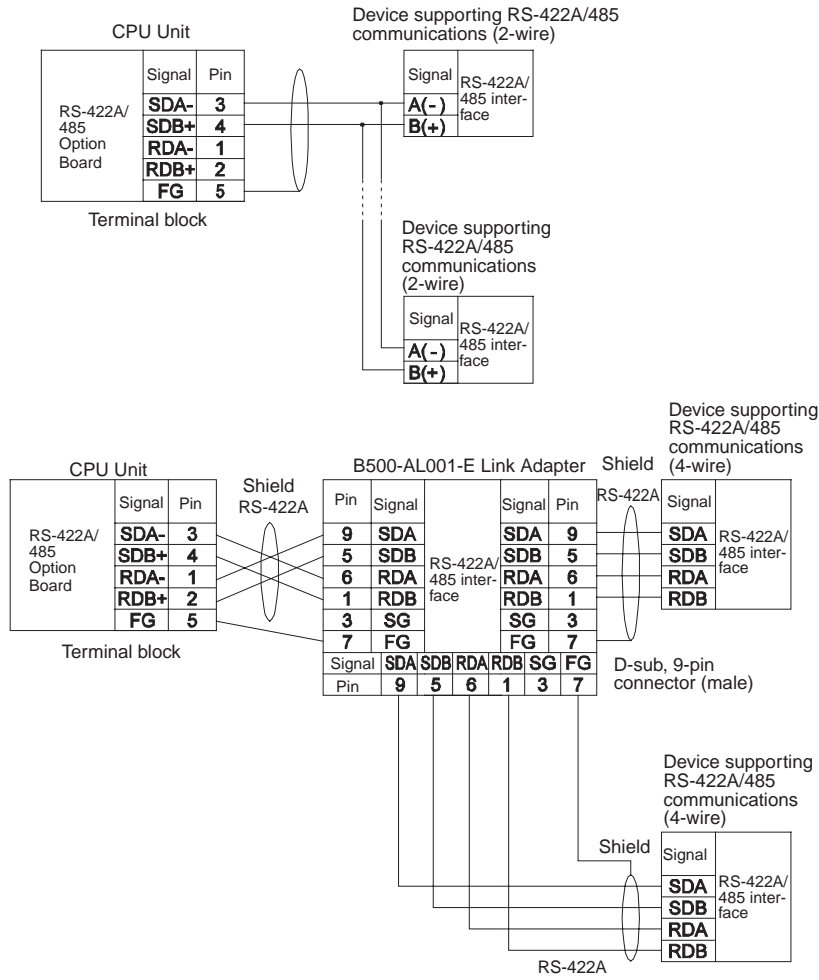 Device supporting RS-422A/485
communications (2-wire)
CPU Unit
Signal Pin
RS-422A/
485
Option
Board
SDA- 3
SDB+ 4
RDA- 1
RDB+ 2
FG 5
Terminal block
Signal
A(-)
B(+)
RS-422A/
485 inter-
face
Device supporting
RS-422A/485
communications
(2-wire)
Signal
A(-)
B(+)
RS-422A/
485 inter-
face
Device supporting
RS-422A/485
communications
(4-wire)
CPU Unit
Signal Pin
RS-422A/
485
Option
Board
SDA- 3
SDB+ 4
RDA- 1
RDB+ 2
FG 5
Terminal block
Shield
RS-422A
B500-AL001-E Link Adapter
Pin Signal
9 SDA
5 SDB
6 RDA
1 RDB
3 SG
7 FG
RS-422A/
485 inter-
face
Signal Pin
SDA 9
SDB 5
RDA 6
RDB 1
SG 3
FG 7
Signal SDA SDB RDA RDB SG FG
Pin 9 5 6 1 3 7
Shield
RS-422A
Signal
SDA
SDB
RDA
RDB
RS-422A/
485 inter-
face
D-sub, 9-pin
connector (male)
Device supporting
RS-422A/485
communications
(4-wire)
Shield
Signal
SDA
SDB
RDA
RDB
RS-422A/
485 inter-
face
RS-422A